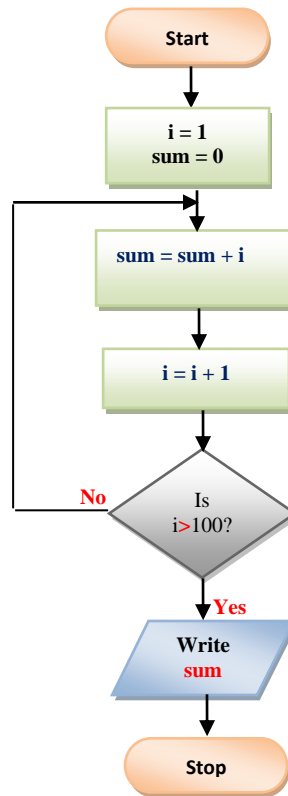 Start
i = 1
sum = 0
sum = sum + i
i = i + 1
Is
i>100?
No
Yes
Write
sum
Stop